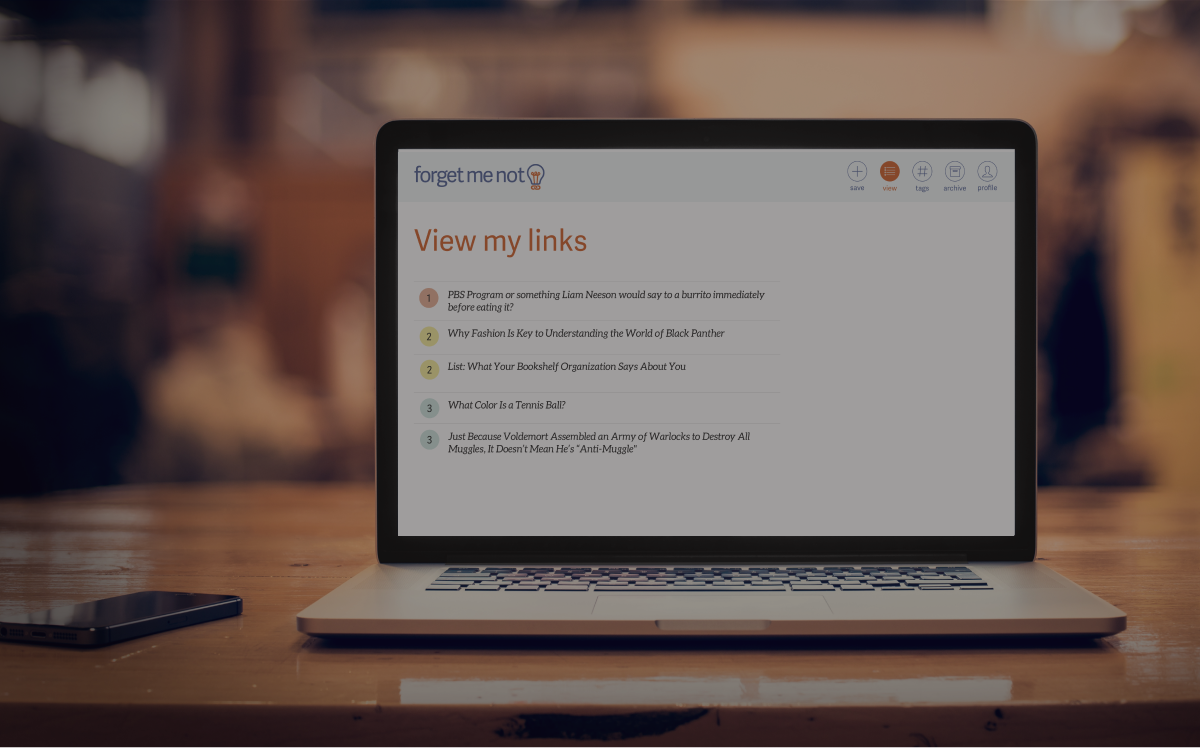 forget me not
save
view
tags
archive
profile
View my links
1
PBS Program or something Liam Neeson would say to a burrito immediately
before eating it?
2
Why Fashion Is Key to Understanding the World of Black Panther
2
List: What Your Bookshelf Organization Says About You
3
What Color Is a Tennis Ball?
3
Just Because Voldemort Assembled an Army of Warlocks to Destroy All
Muggles, It Doesn't Mean He's "Anti-Muggle"